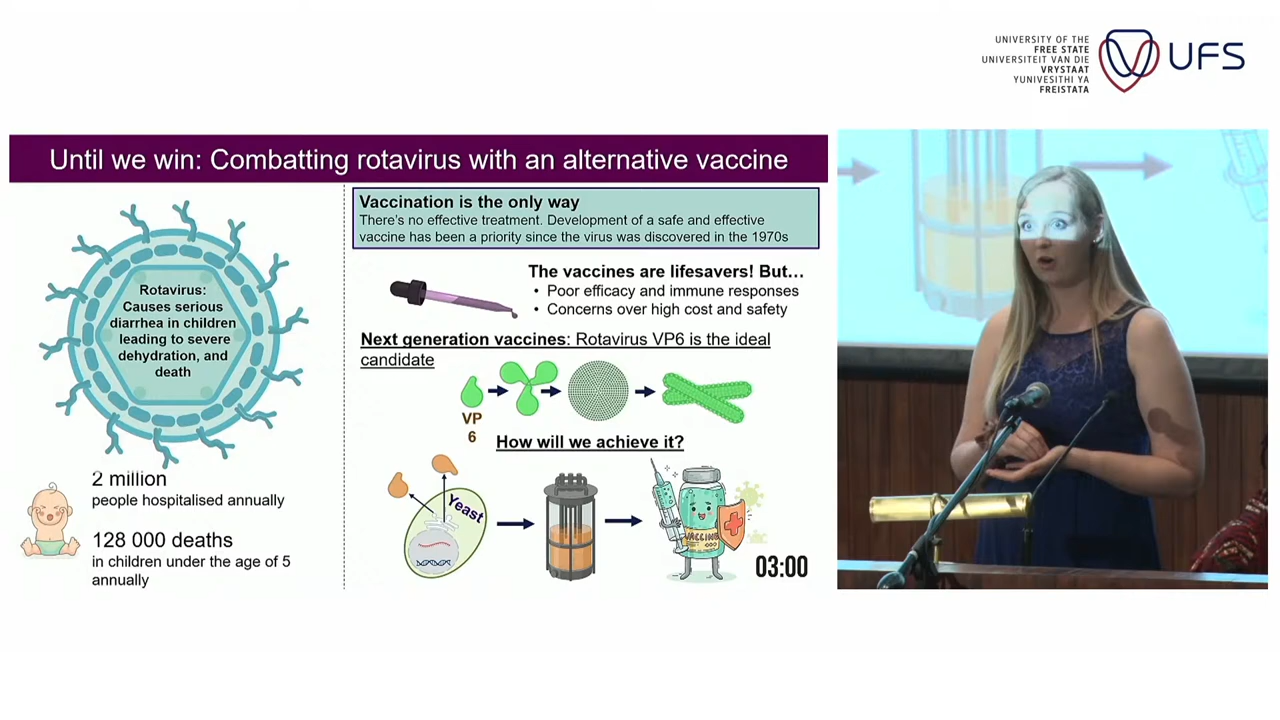 UNIVERSITY OF THE
FREE STATE
UNIVERSITEIT VAN DIE
VRYSTAAT
YUNIVESITHI YA
FREISTATA
UFS
Until we win: Combatting rotavirus with an alternative vaccine
Rotavirus:
Causes serious
diarrhea in children
leading to severe
dehydration, and
death
2 million
people hospitalised annually
128 000 deaths
in children under the age of 5
annually
Vaccination is the only way
There's no effective treatment. Development of a safe and effective
vaccine has been a priority since the virus was discovered in the 1970s
The vaccines are lifesavers! But...
• Poor efficacy and immune responses
• Concerns over high cost and safety
Next generation vaccines: Rotavirus VP6 is the ideal
candidate
VP
6
How will we achieve it?
Yeast
VACCINE
03:00